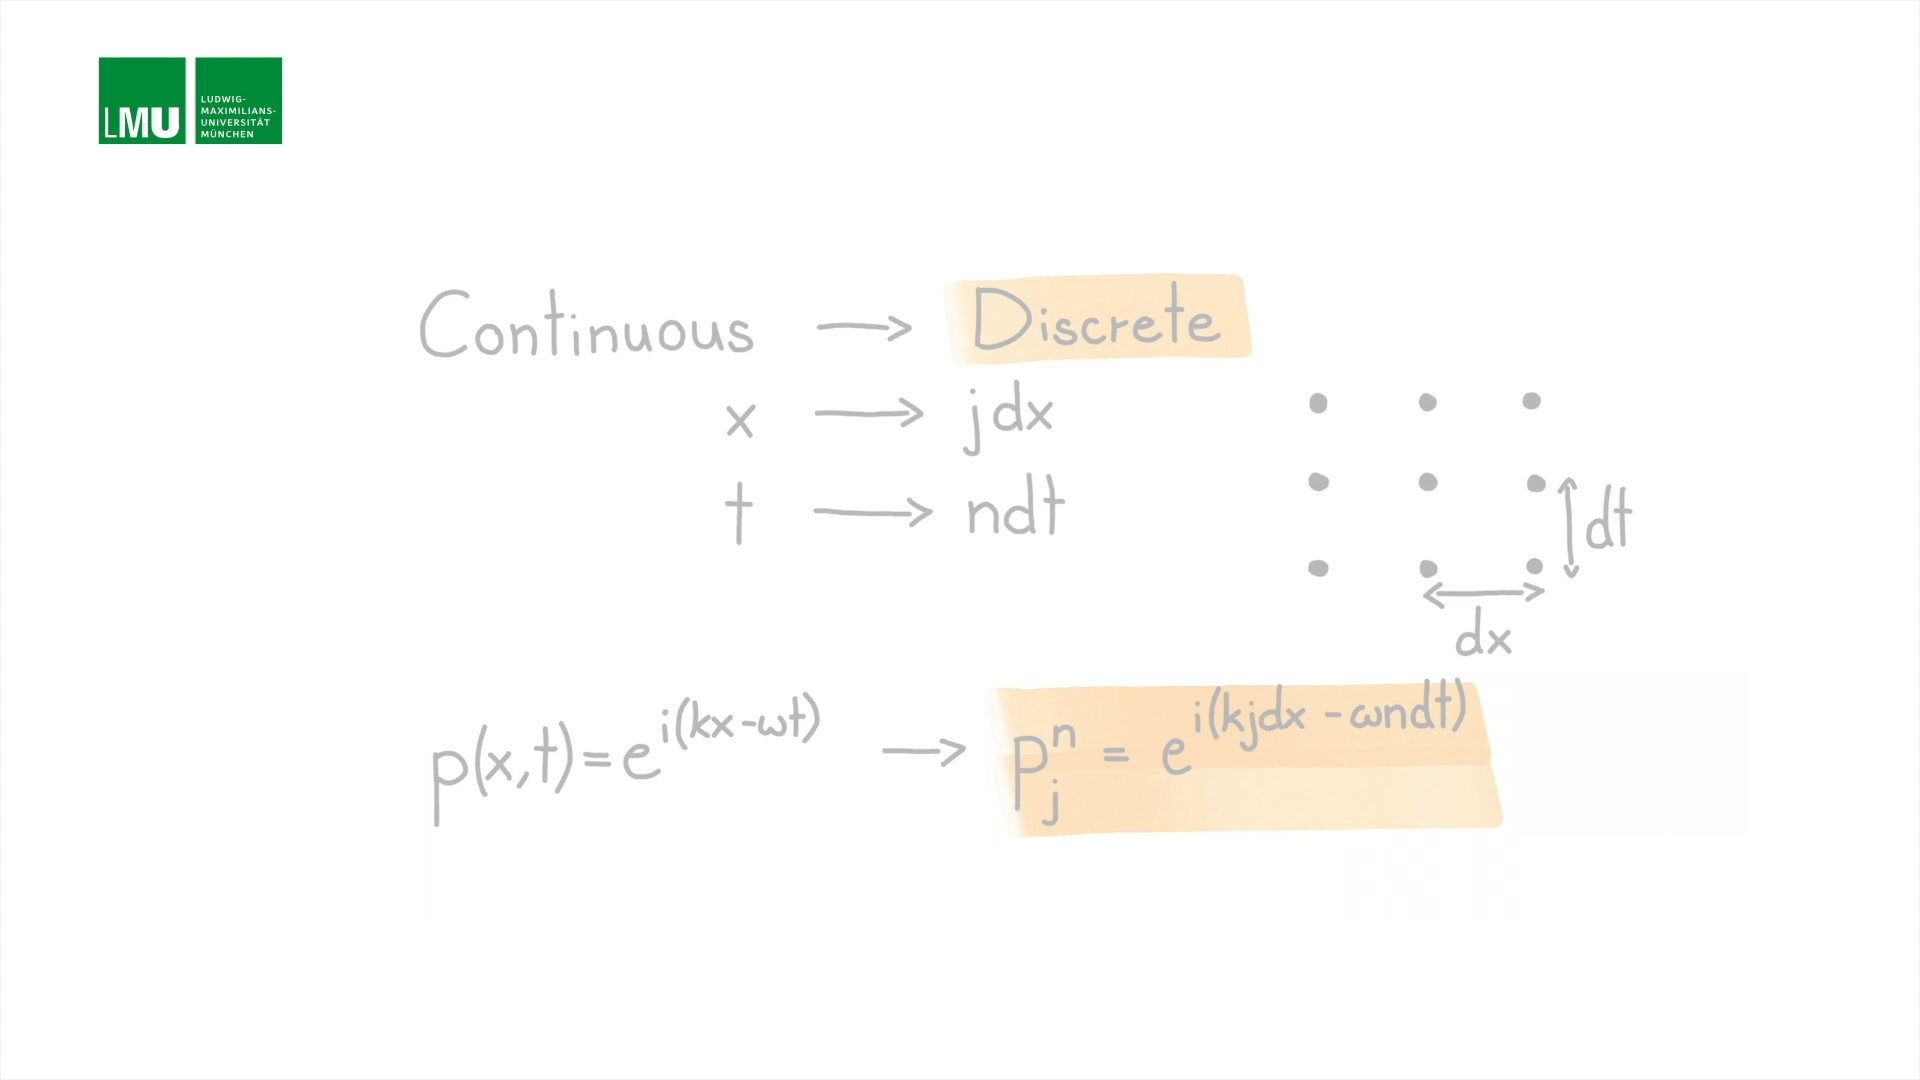 LMU
LUDWIG-
MAXIMILIANS-
UNIVERSITÄT
MÜNCHEN
Continuous → Discrete
x → jdx
t → ndt
dt
dx
p(x,t)=e^{i(kx-ωt)} → p_j^n = e^{i(kjdx - ωndt)}